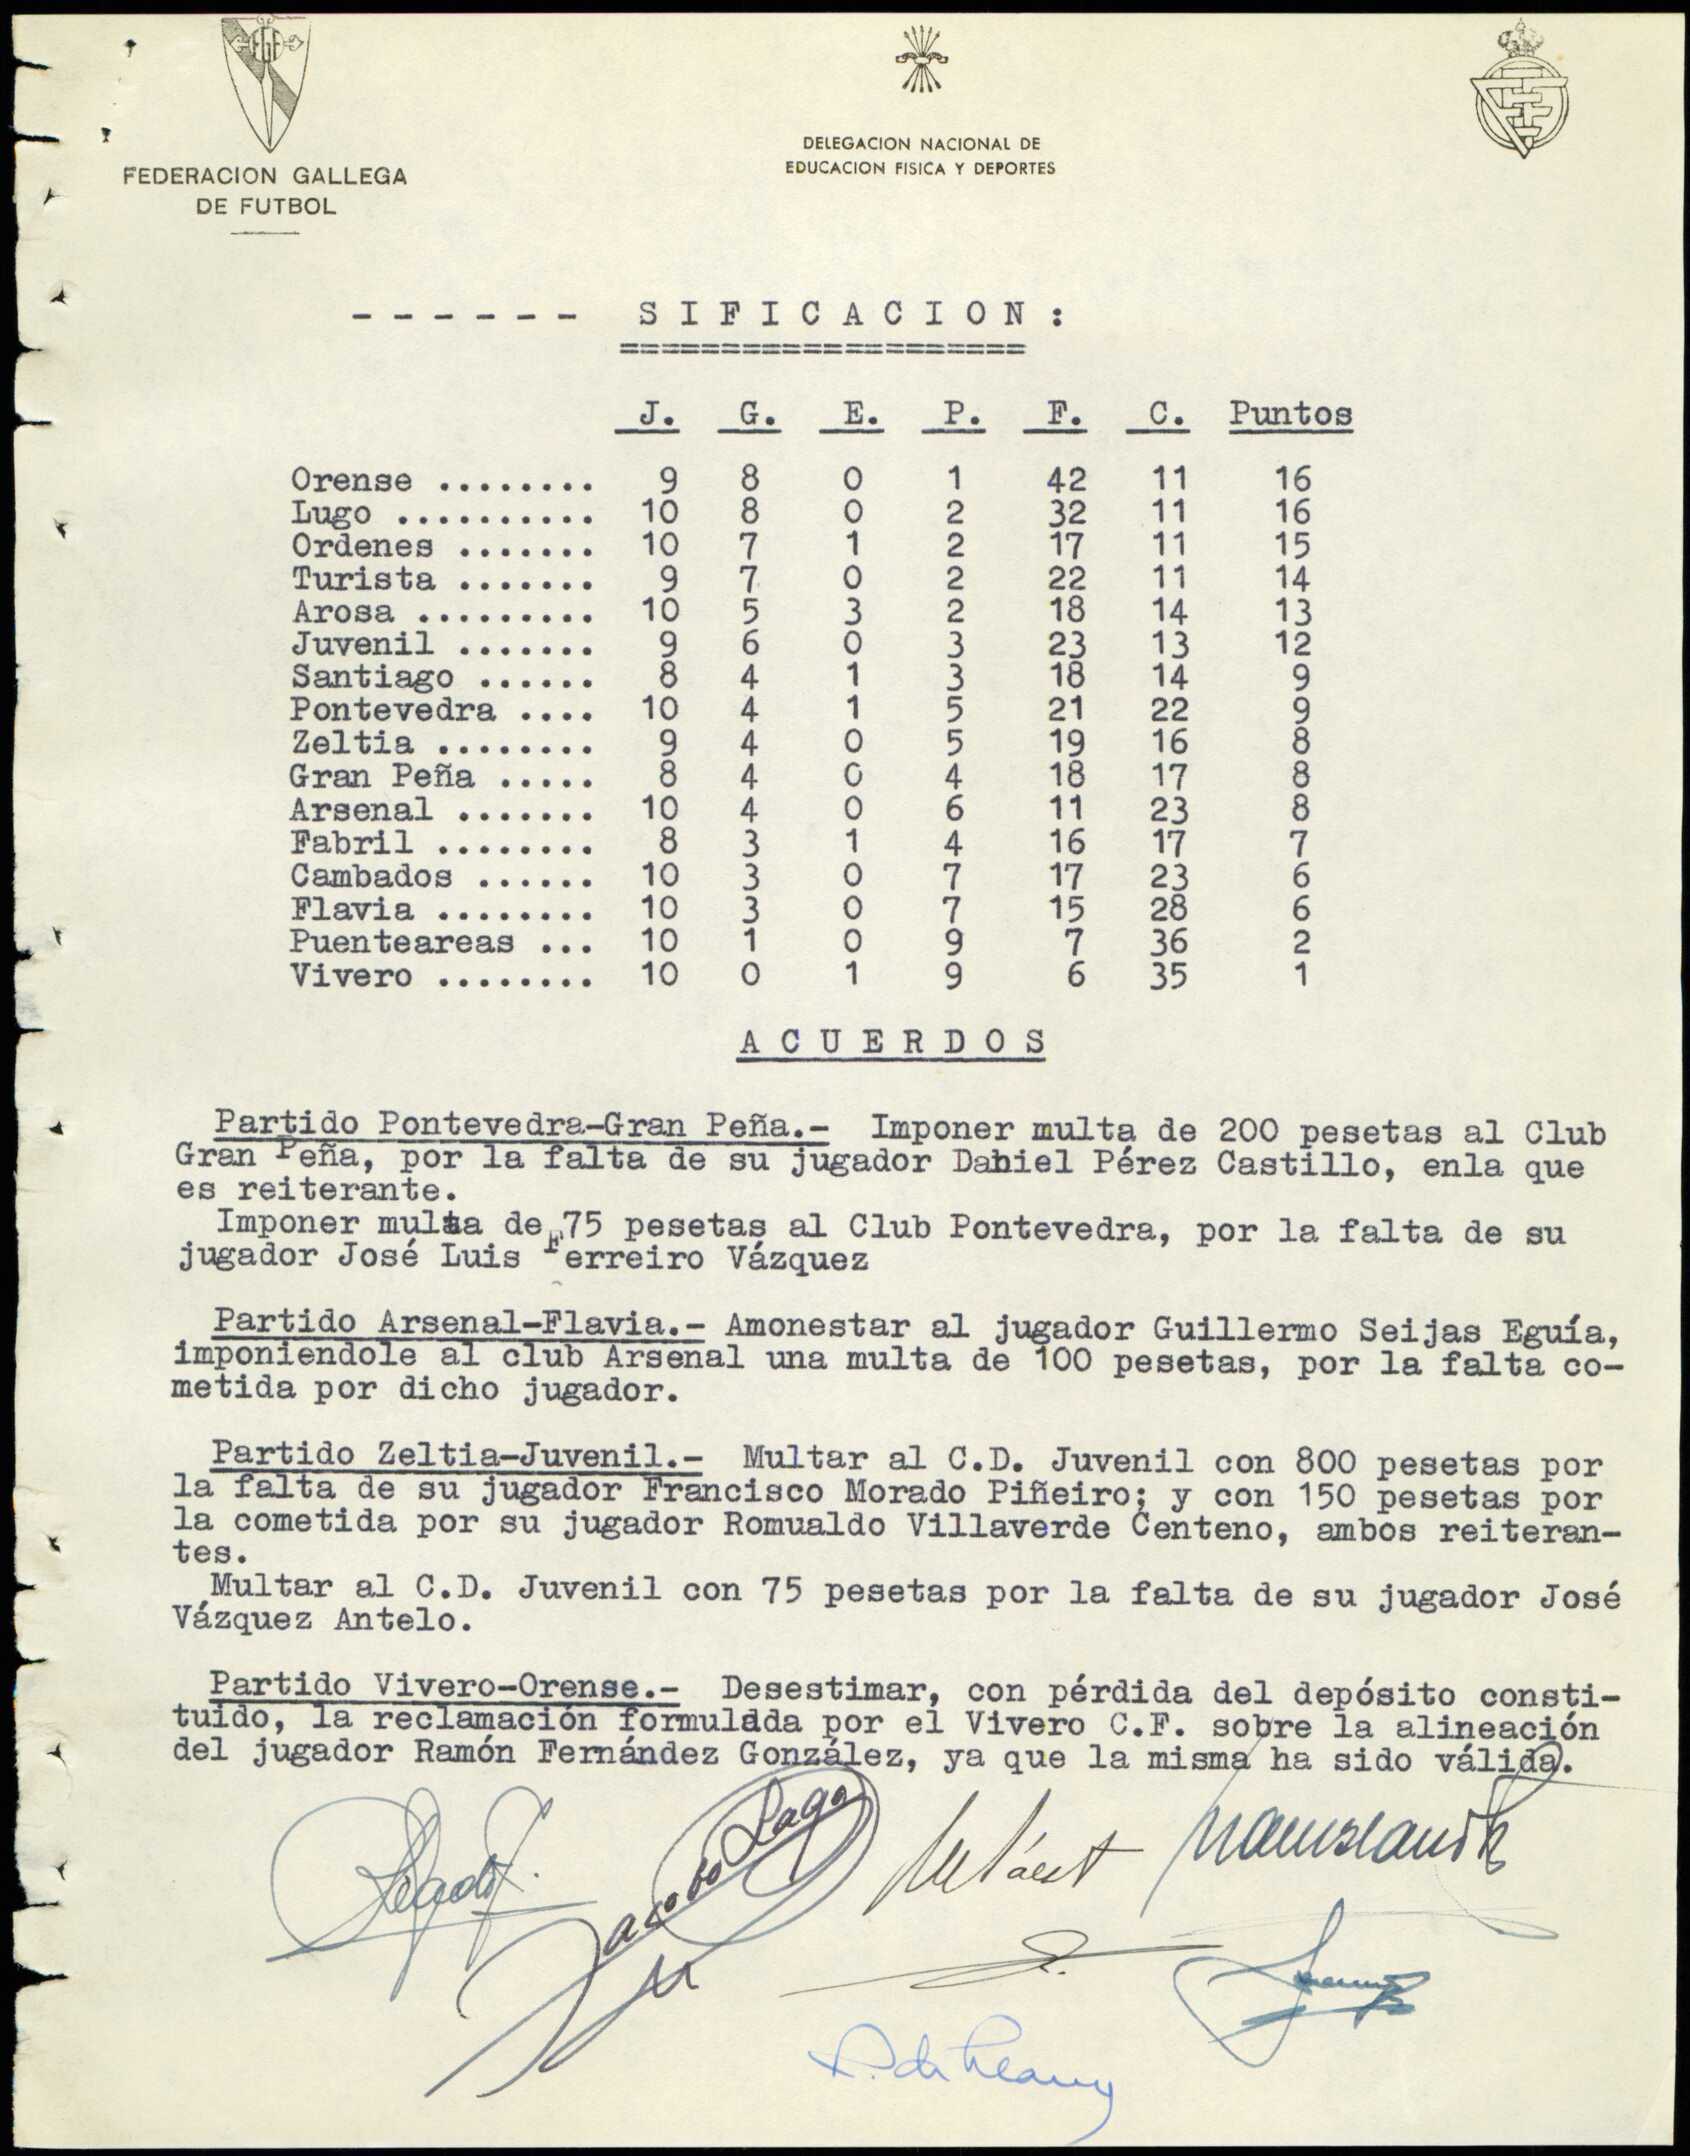 FGF
FEDERACION GALLEGA
DE FUTBOL
DELEGACION NACIONAL DE
EDUCACION FISICA Y DEPORTES
- - - - - - S I F I C A C I O N :
====================
J. G. E. P. F. C. Puntos
Orense ........ 9 8 0 1 42 11 16
Lugo .......... 10 8 0 2 32 11 16
Ordenes ....... 10 7 1 2 17 11 15
Turista ....... 9 7 0 2 22 11 14
Arosa ......... 10 5 3 2 18 14 13
Juvenil ....... 9 6 0 3 23 13 12
Santiago ...... 8 4 1 3 18 14 9
Pontevedra .... 10 4 1 5 21 22 9
Zeltia ........ 9 4 0 5 19 16 8
Gran Peña ..... 8 4 0 4 18 17 8
Arsenal ....... 10 4 0 6 11 23 8
Fabril ........ 8 3 1 4 16 17 7
Cambados ...... 10 3 0 7 17 23 6
Flavia ........ 10 3 0 7 15 28 6
Puenteareas ... 10 1 0 9 7 36 2
Vivero ........ 10 0 1 9 6 35 1
A C U E R D O S
Partido Pontevedra-Gran Peña.- Imponer multa de 200 pesetas al Club
Gran Peña, por la falta de su jugador Daniel Pérez Castillo, enla que
es reiterante.
Imponer multa de 75 pesetas al Club Pontevedra, por la falta de su
jugador José Luis Ferreiro Vázquez
Partido Arsenal-Flavia.- Amonestar al jugador Guillermo Seijas Eguía,
imponiendole al club Arsenal una multa de 100 pesetas, por la falta co-
metida por dicho jugador.
Partido Zeltia-Juvenil.- Multar al C.D. Juvenil con 800 pesetas por
la falta de su jugador Francisco Morado Piñeiro; y con 150 pesetas por
la cometida por su jugador Romualdo Villaverde Centeno, ambos reiteran-
tes.
Multar al C.D. Juvenil con 75 pesetas por la falta de su jugador José
Vázquez Antelo.
Partido Vivero-Orense.- Desestimar, con pérdida del depósito consti-
tuido, la reclamación formulada por el Vivero C.F. sobre la alineación
del jugador Ramón Fernández González, ya que la misma ha sido válida.
Jacobo Lago